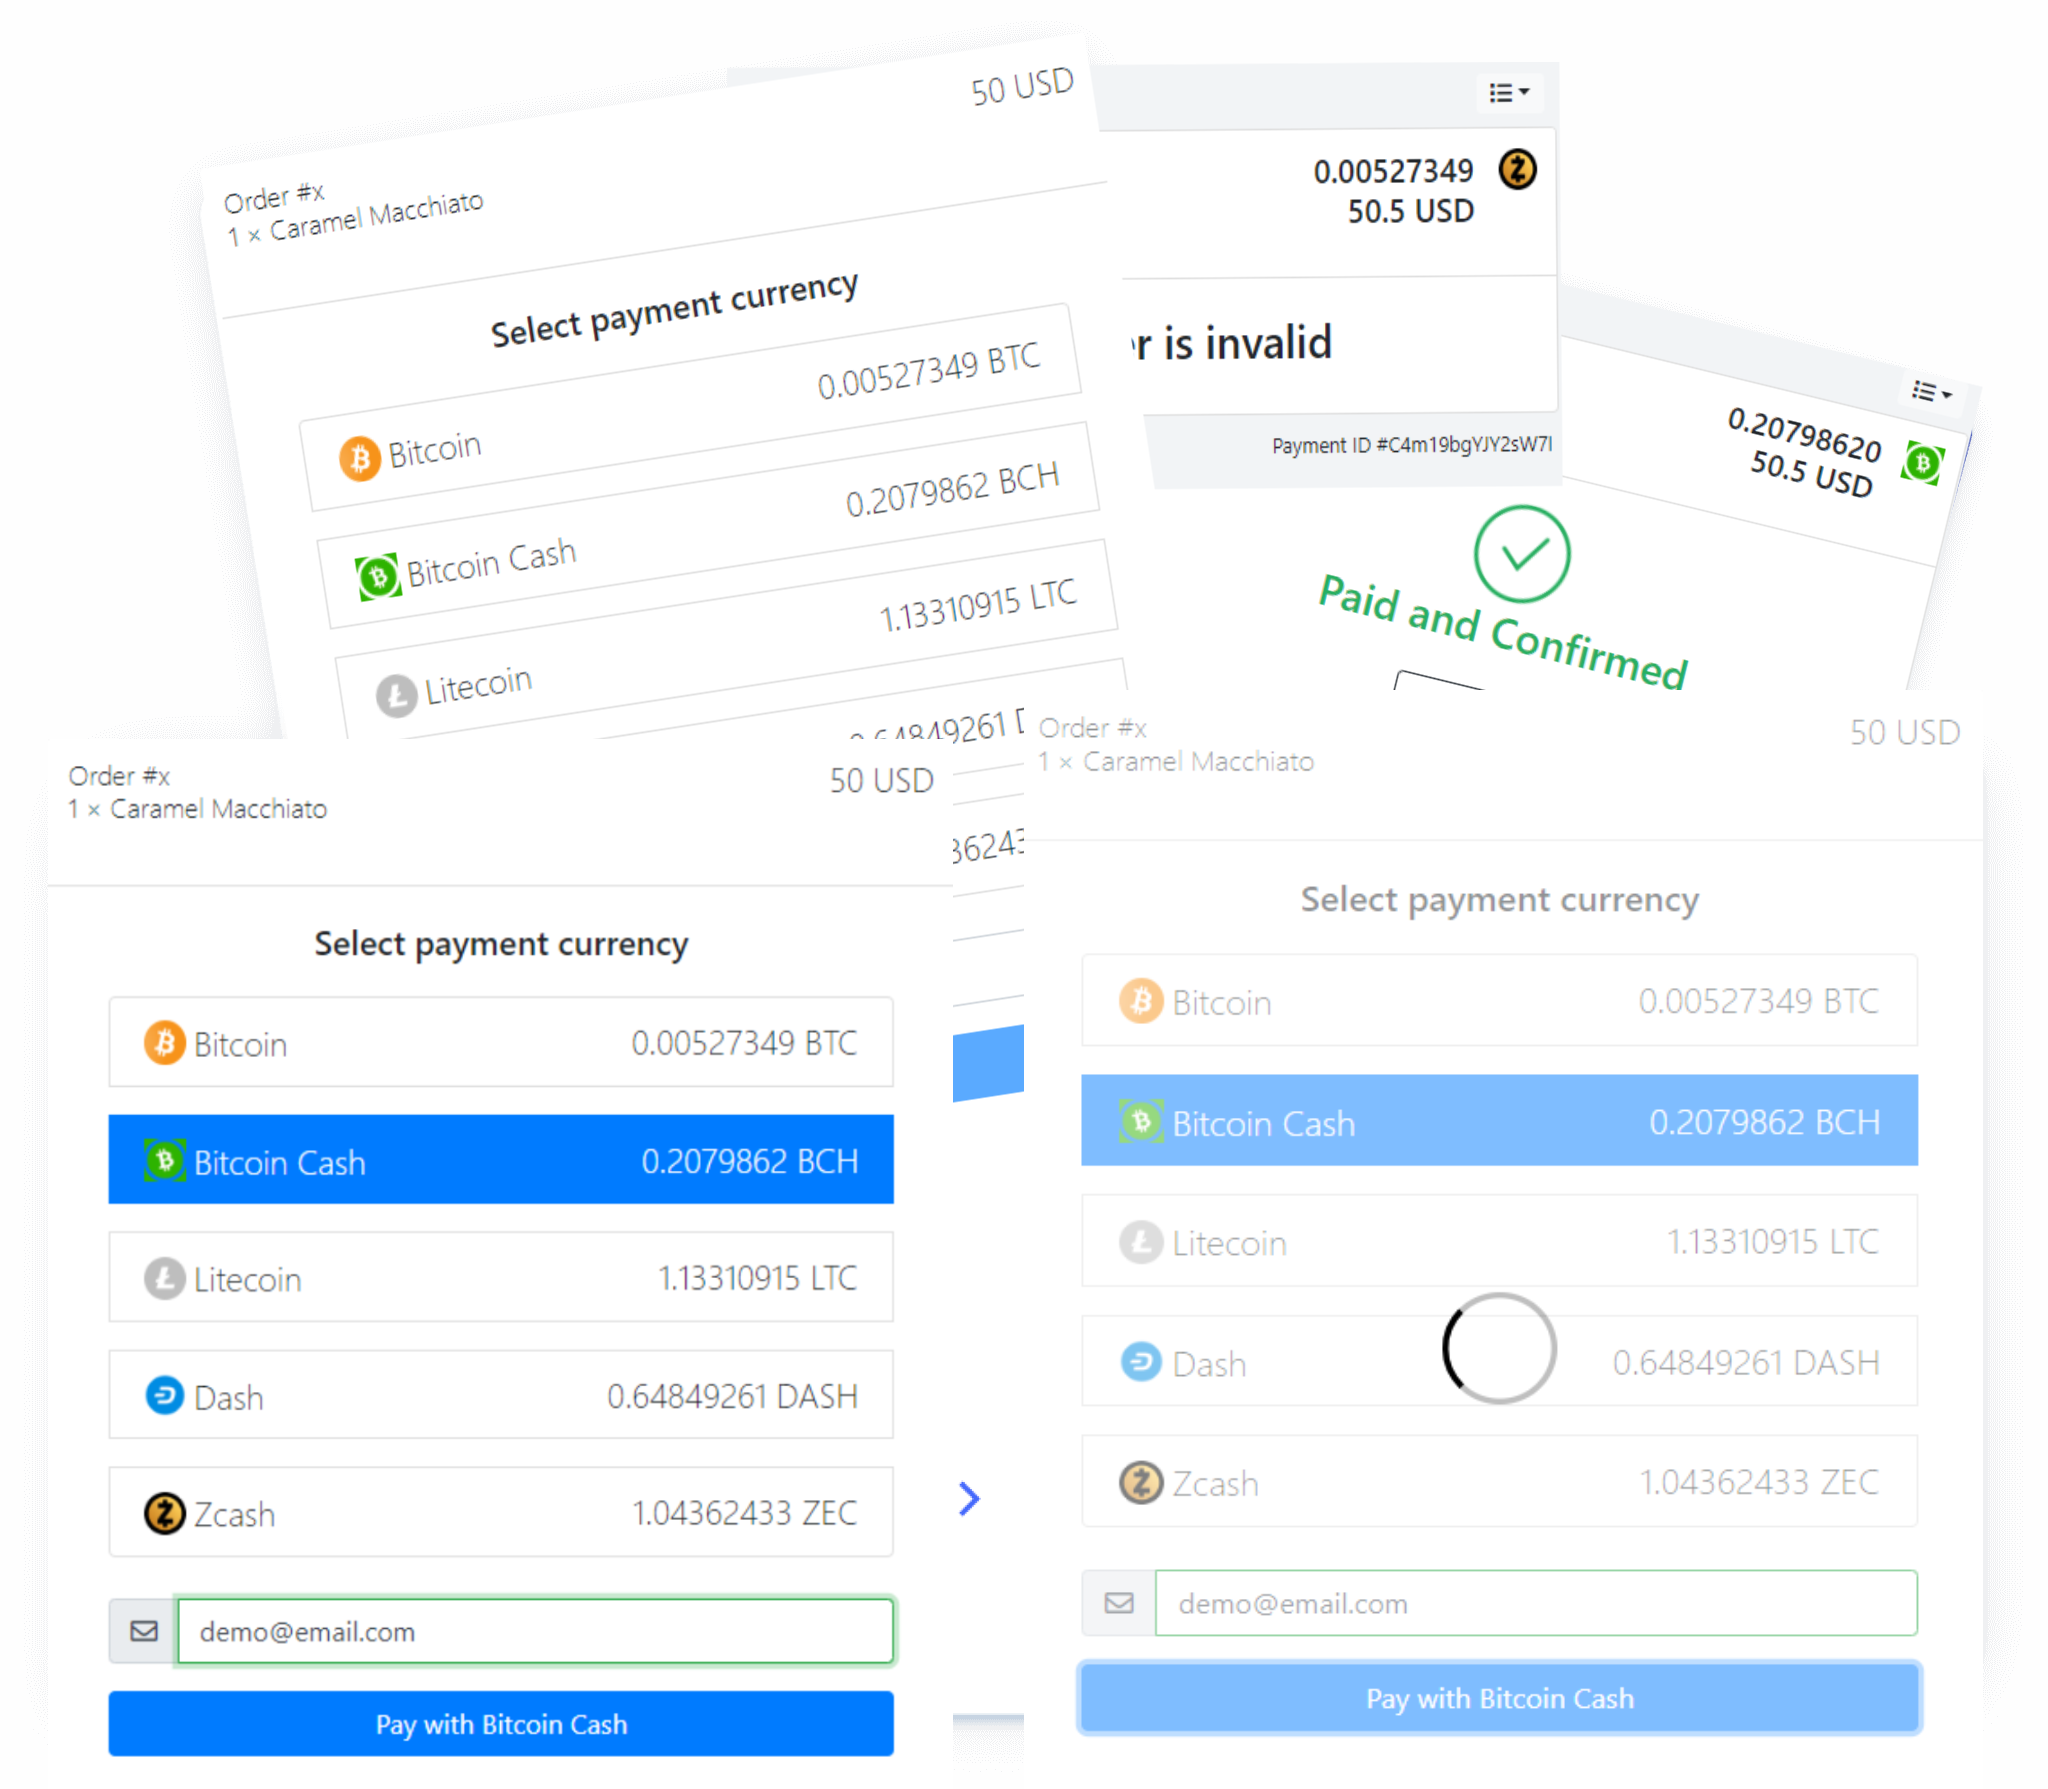 50 USD
Order #x
1 × Caramel Macchiato
Select payment currency
Bitcoin 0.00527349 BTC
Bitcoin Cash 0.2079862 BCH
Litecoin 1.13310915 LTC
0.64849261
36243
0.00527349
50.5 USD
r is invalid
Payment ID #C4m19bgYJY2sW7I
0.20798620
50.5 USD
Paid and Confirmed
Order #x
1 × Caramel Macchiato
50 USD
Select payment currency
Bitcoin 0.00527349 BTC
Bitcoin Cash 0.2079862 BCH
Litecoin 1.13310915 LTC
Dash 0.64849261 DASH
Zcash 1.04362433 ZEC
demo@email.com
Pay with Bitcoin Cash
Order #x
1 × Caramel Macchiato
50 USD
Select payment currency
Bitcoin 0.00527349 BTC
Bitcoin Cash 0.2079862 BCH
Litecoin 1.13310915 LTC
Dash 0.64849261 DASH
Zcash 1.04362433 ZEC
demo@email.com
Pay with Bitcoin Cash